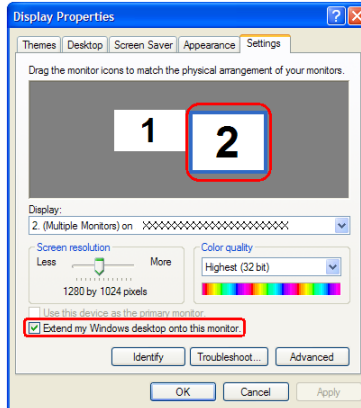 Display Properties
Themes Desktop Screen Saver Appearance Settings
Drag the monitor icons to match the physical arrangement of your monitors.
1 2
Display:
2. (Multiple Monitors) on XXXXXXXXXXXXXXXXXXXXXX
Screen resolution Color quality
Less More Highest (32 bit)
1280 by 1024 pixels
Use this device as the primary monitor.
Extend my Windows desktop onto this monitor.
Identify Troubleshoot... Advanced
OK Cancel Apply